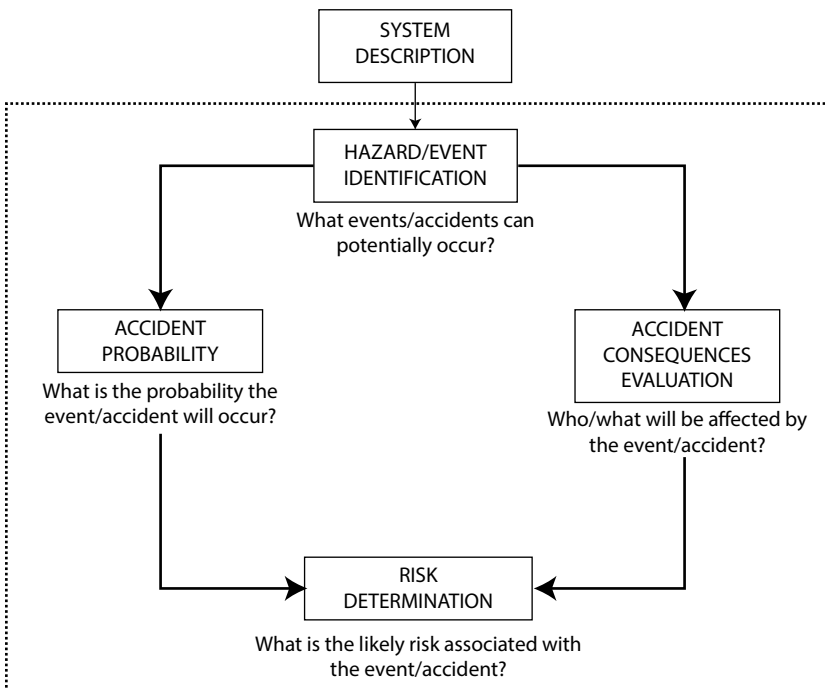 SYSTEM
DESCRIPTION
HAZARD/EVENT
IDENTIFICATION
What events/accidents can
potentially occur?
ACCIDENT
PROBABILITY
What is the probability the
event/accident will occur?
ACCIDENT
CONSEQUENCES
EVALUATION
Who/what will be affected by
the event/accident?
RISK
DETERMINATION
What is the likely risk associated with
the event/accident?